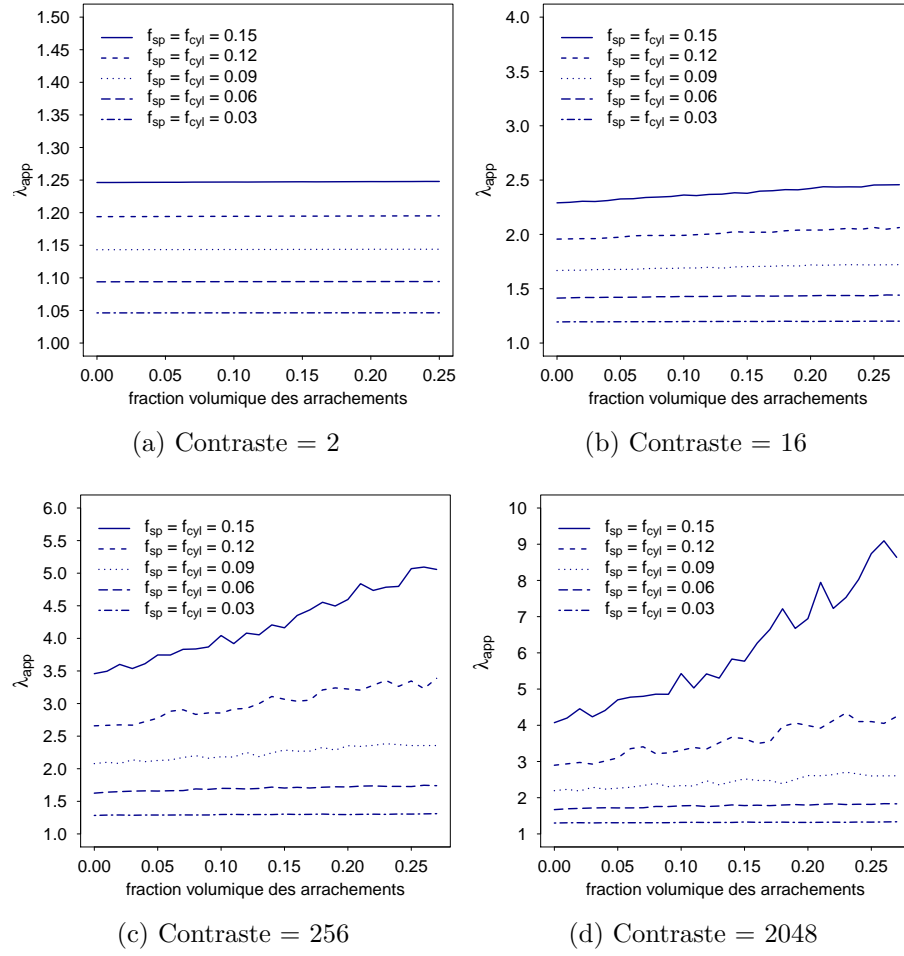 1.50
1.45
1.40
1.35
1.30
1.25
1.20
1.15
1.10
1.05
1.00
λapp
fsp = fcyl = 0.15
fsp = fcyl = 0.12
fsp = fcyl = 0.09
fsp = fcyl = 0.06
fsp = fcyl = 0.03
0.00 0.05 0.10 0.15 0.20 0.25
fraction volumique des arrachements
(a) Contraste = 2
4.0
3.5
3.0
2.5
2.0
1.5
1.0
λapp
fsp = fcyl = 0.15
fsp = fcyl = 0.12
fsp = fcyl = 0.09
fsp = fcyl = 0.06
fsp = fcyl = 0.03
0.00 0.05 0.10 0.15 0.20 0.25
fraction volumique des arrachements
(b) Contraste = 16
6.0
5.5
5.0
4.5
4.0
3.5
3.0
2.5
2.0
1.5
1.0
λapp
fsp = fcyl = 0.15
fsp = fcyl = 0.12
fsp = fcyl = 0.09
fsp = fcyl = 0.06
fsp = fcyl = 0.03
0.00 0.05 0.10 0.15 0.20 0.25
fraction volumique des arrachements
(c) Contraste = 256
10
9
8
7
6
5
4
3
2
1
λapp
fsp = fcyl = 0.15
fsp = fcyl = 0.12
fsp = fcyl = 0.09
fsp = fcyl = 0.06
fsp = fcyl = 0.03
0.00 0.05 0.10 0.15 0.20 0.25
fraction volumique des arrachements
(d) Contraste = 2048